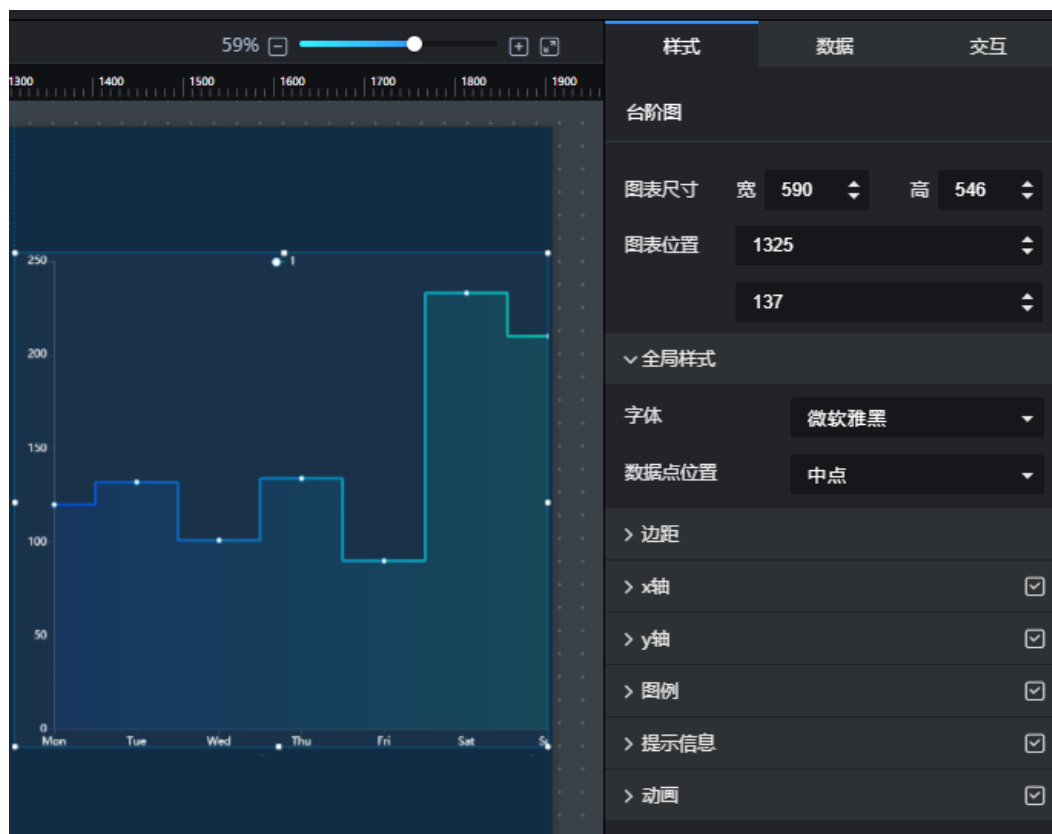 59%
1300 1400 1500 1600 1700 1800 1900
1
250
200
150
100
50
0
Mon Tue Wed Thu Fri Sat
样式 数据 交互
台阶图
图表尺寸 宽 590 高 546
图表位置 1325
137
全局样式
字体 微软雅黑
数据点位置 中点
边距
x轴
y轴
图例
提示信息
动画